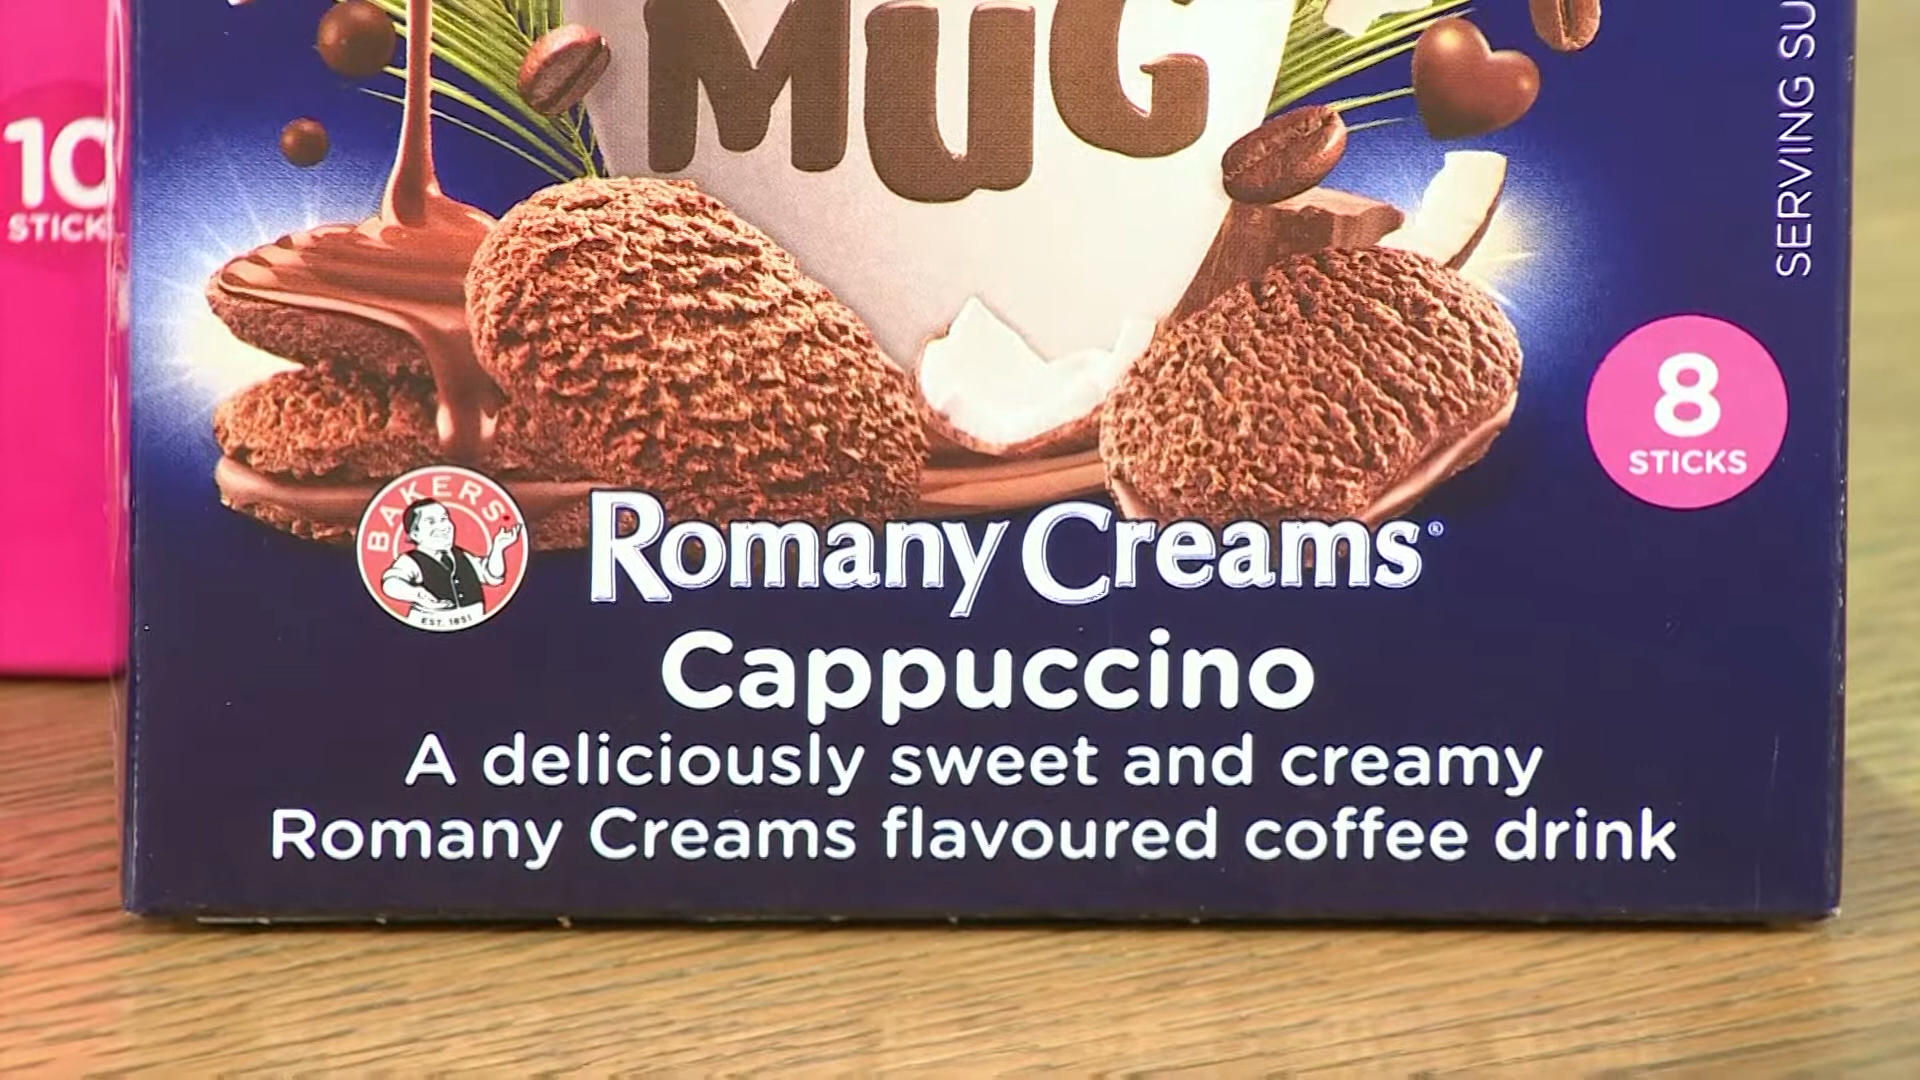 MUG
SERVING SU
10
STICK
8
STICKS
BAKERS
EST. 1851
Romany Creams®
Cappuccino
A deliciously sweet and creamy
Romany Creams flavoured coffee drink